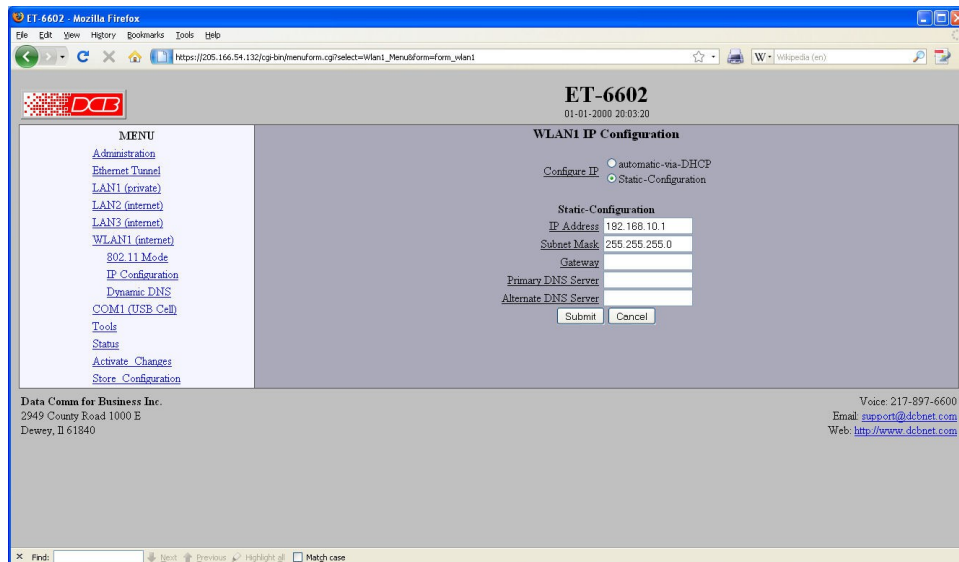 ET-6602 - Mozilla Firefox
File Edit View History Bookmarks Tools Help
https://205.166.54.132/cgi-bin/menuform.cgi?select=Wlan1_Menu&form=form_wlan1
W Wikipedia (en)
DCB
ET-6602
01-01-2000 20:03:20
MENU
Administration
Ethernet Tunnel
LAN1 (private)
LAN2 (internet)
LAN3 (internet)
WLAN1 (internet)
802.11 Mode
IP Configuration
Dynamic DNS
COM1 (USB Cell)
Tools
Status
Activate Changes
Store Configuration
WLAN1 IP Configuration
Configure IP
automatic-via-DHCP
Static-Configuration
Static-Configuration
IP Address 192.168.10.1
Subnet Mask 255.255.255.0
Gateway
Primary DNS Server
Alternate DNS Server
Submit Cancel
Data Comm for Business Inc.
2949 County Road 1000 E
Dewey, Il 61840
Voice: 217-897-6600
Email: support@dcbnet.com
Web: http://www.dcbnet.com
× Find: Next Previous Highlight all Match case